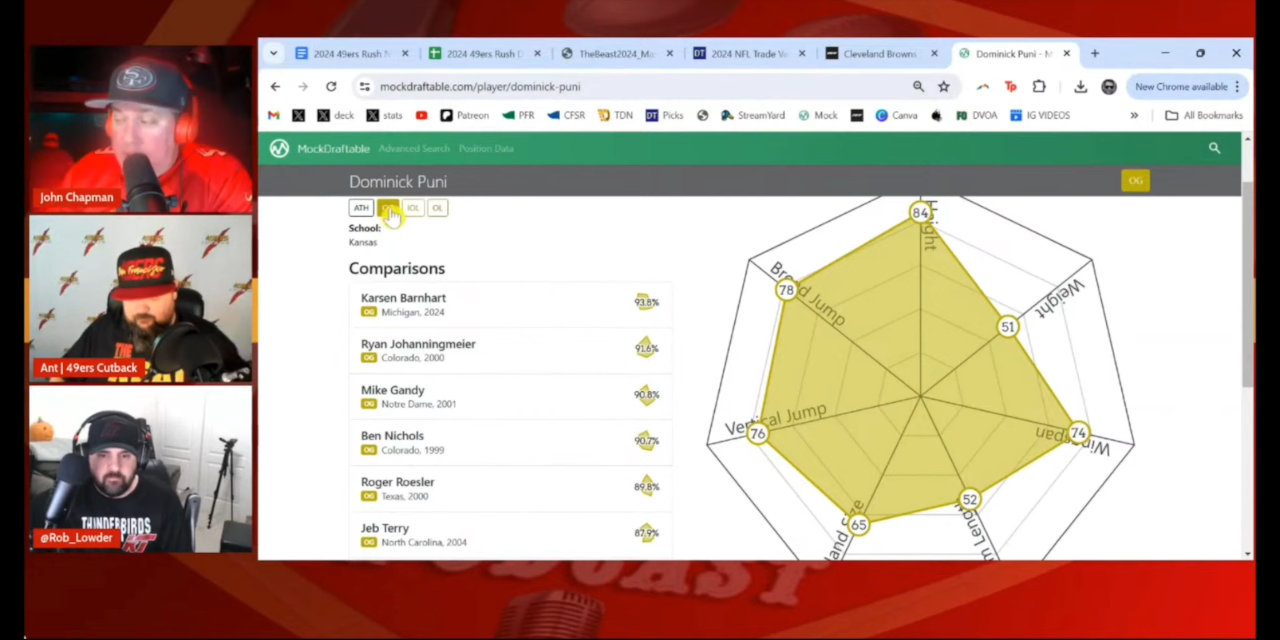 John Chapman
49ERS
Ant | 49ers Cutback
THUNDERBIRDS
@Rob_Lowder
2024 49ers Rush N
2024 49ers Rush D
TheBeast2024_Ma
2024 NFL Trade Va
Cleveland Browns
Dominick Puni - M
mockdraftable.com/player/dominick-puni
New Chrome available
deck
stats
Patreon
PFR
CFSR
TDN
Picks
StreamYard
Mock
Canva
DVOA
IG VIDEOS
All Bookmarks
MockDraftable
Advanced Search
Position Data
Dominick Puni
OG
ATH
IOL
OL
School:
Kansas
Comparisons
Karsen Barnhart
OG Michigan, 2024
93.8%
Ryan Johanningmeier
OG Colorado, 2000
91.6%
Mike Gandy
OG Notre Dame, 2001
90.8%
Ben Nichols
OG Colorado, 1999
90.7%
Roger Roesler
OG Texas, 2000
89.8%
Jeb Terry
OG North Carolina, 2004
87.9%
84
Weight
51
Broad Jump
78
Vertical Jump
76
Wingspan
74
52
65
PODCAST